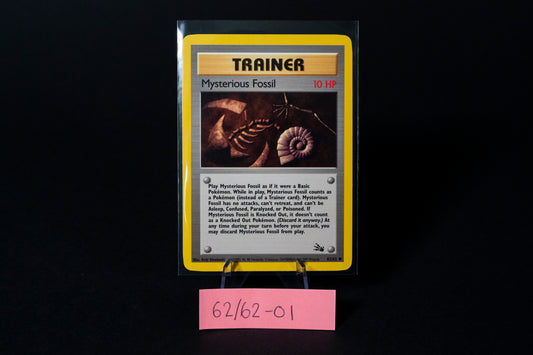 TRAINER
Mysterious Fossil 10 HP
Play Mysterious Fossil as if it were a Basic
Pokémon. While in play, Mysterious Fossil counts as
a Pokémon (instead of a Trainer card). Mysterious
Fossil has no attacks, can't retreat, and can't be
Asleep, Confused, Paralyzed, or Poisoned. If
Mysterious Fossil is Knocked Out, it doesn't count
as a Knocked Out Pokémon. (Discard it anyway.) At
any time during your turn before your attack, you
may discard Mysterious Fossil from play.
62/62
62/62-01